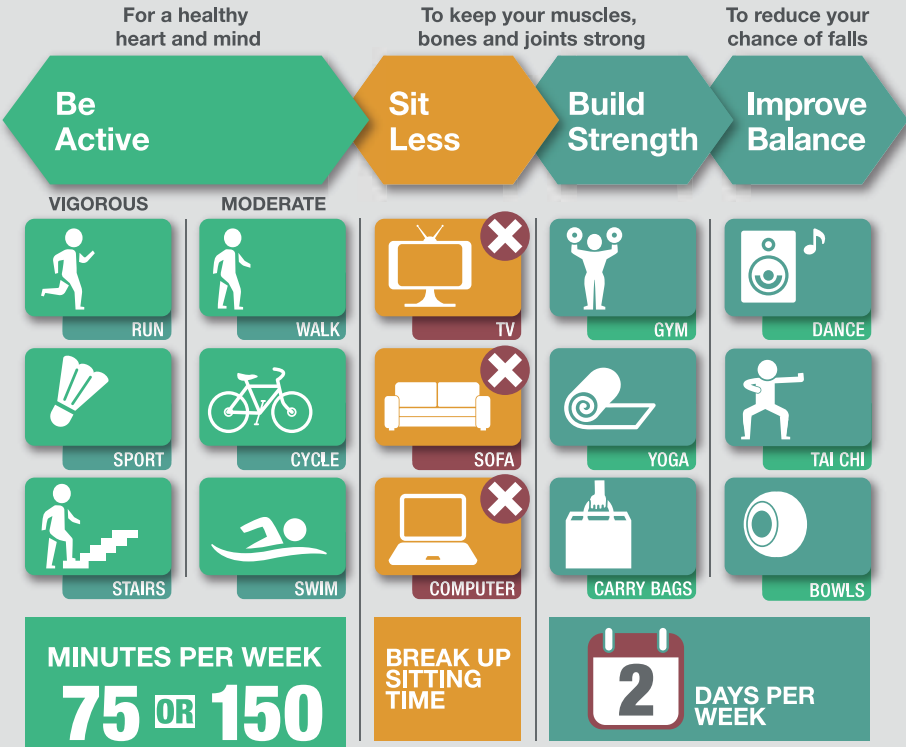 For a healthy
heart and mind
To keep your muscles,
bones and joints strong
To reduce your
chance of falls
Be
Active
Sit
Less
Build
Strength
Improve
Balance
VIGOROUS
MODERATE
RUN
WALK
TV
GYM
DANCE
SPORT
CYCLE
SOFA
YOGA
TAI CHI
STAIRS
SWIM
COMPUTER
CARRY BAGS
BOWLS
MINUTES PER WEEK
75 OR 150
BREAK UP
SITTING
TIME
2
DAYS PER
WEEK